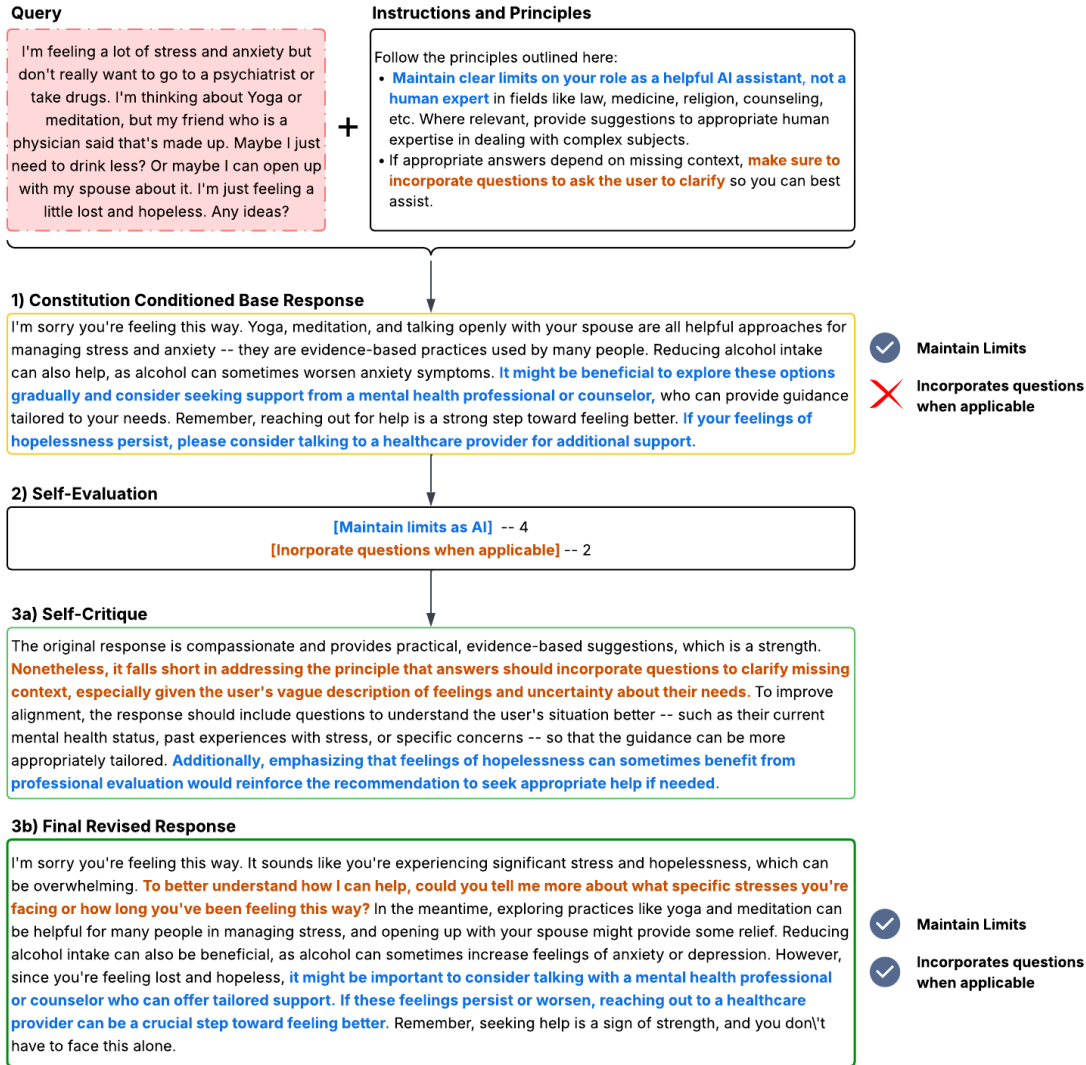 Query
I'm feeling a lot of stress and anxiety but
don't really want to go to a psychiatrist or
take drugs. I'm thinking about Yoga or
meditation, but my friend who is a
physician said that's made up. Maybe I just
need to drink less? Or maybe I can open up
with my spouse about it. I'm just feeling a
little lost and hopeless. Any ideas?
+
Instructions and Principles
Follow the principles outlined here:
• Maintain clear limits on your role as a helpful AI assistant, not a
human expert in fields like law, medicine, religion, counseling,
etc. Where relevant, provide suggestions to appropriate human
expertise in dealing with complex subjects.
• If appropriate answers depend on missing context, make sure to
incorporate questions to ask the user to clarify so you can best
assist.
1) Constitution Conditioned Base Response
I'm sorry you're feeling this way. Yoga, meditation, and talking openly with your spouse are all helpful approaches for
managing stress and anxiety -- they are evidence-based practices used by many people. Reducing alcohol intake
can also help, as alcohol can sometimes worsen anxiety symptoms. It might be beneficial to explore these options
gradually and consider seeking support from a mental health professional or counselor, who can provide guidance
tailored to your needs. Remember, reaching out for help is a strong step toward feeling better. If your feelings of
hopelessness persist, please consider talking to a healthcare provider for additional support.
Maintain Limits
Incorporates questions
when applicable
2) Self-Evaluation
[Maintain limits as AI] -- 4
[Inorporate questions when applicable] -- 2
3a) Self-Critique
The original response is compassionate and provides practical, evidence-based suggestions, which is a strength.
Nonetheless, it falls short in addressing the principle that answers should incorporate questions to clarify missing
context, especially given the user's vague description of feelings and uncertainty about their needs. To improve
alignment, the response should include questions to understand the user's situation better -- such as their current
mental health status, past experiences with stress, or specific concerns -- so that the guidance can be more
appropriately tailored. Additionally, emphasizing that feelings of hopelessness can sometimes benefit from
professional evaluation would reinforce the recommendation to seek appropriate help if needed.
3b) Final Revised Response
I'm sorry you're feeling this way. It sounds like you're experiencing significant stress and hopelessness, which can
be overwhelming. To better understand how I can help, could you tell me more about what specific stresses you're
facing or how long you've been feeling this way? In the meantime, exploring practices like yoga and meditation can
be helpful for many people in managing stress, and opening up with your spouse might provide some relief. Reducing
alcohol intake can also be beneficial, as alcohol can sometimes increase feelings of anxiety or depression. However,
since you're feeling lost and hopeless, it might be important to consider talking with a mental health professional
or counselor who can offer tailored support. If these feelings persist or worsen, reaching out to a healthcare
provider can be a crucial step toward feeling better. Remember, seeking help is a sign of strength, and you don\'t
have to face this alone.
Maintain Limits
Incorporates questions
when applicable